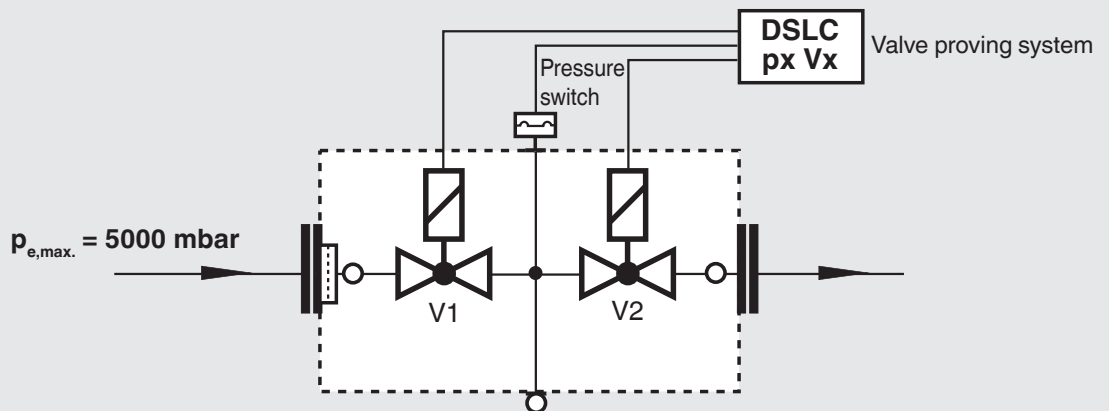 DSLC
px Vx
Valve proving system
Pressure
switch
pe,max. = 5000 mbar
V1
V2